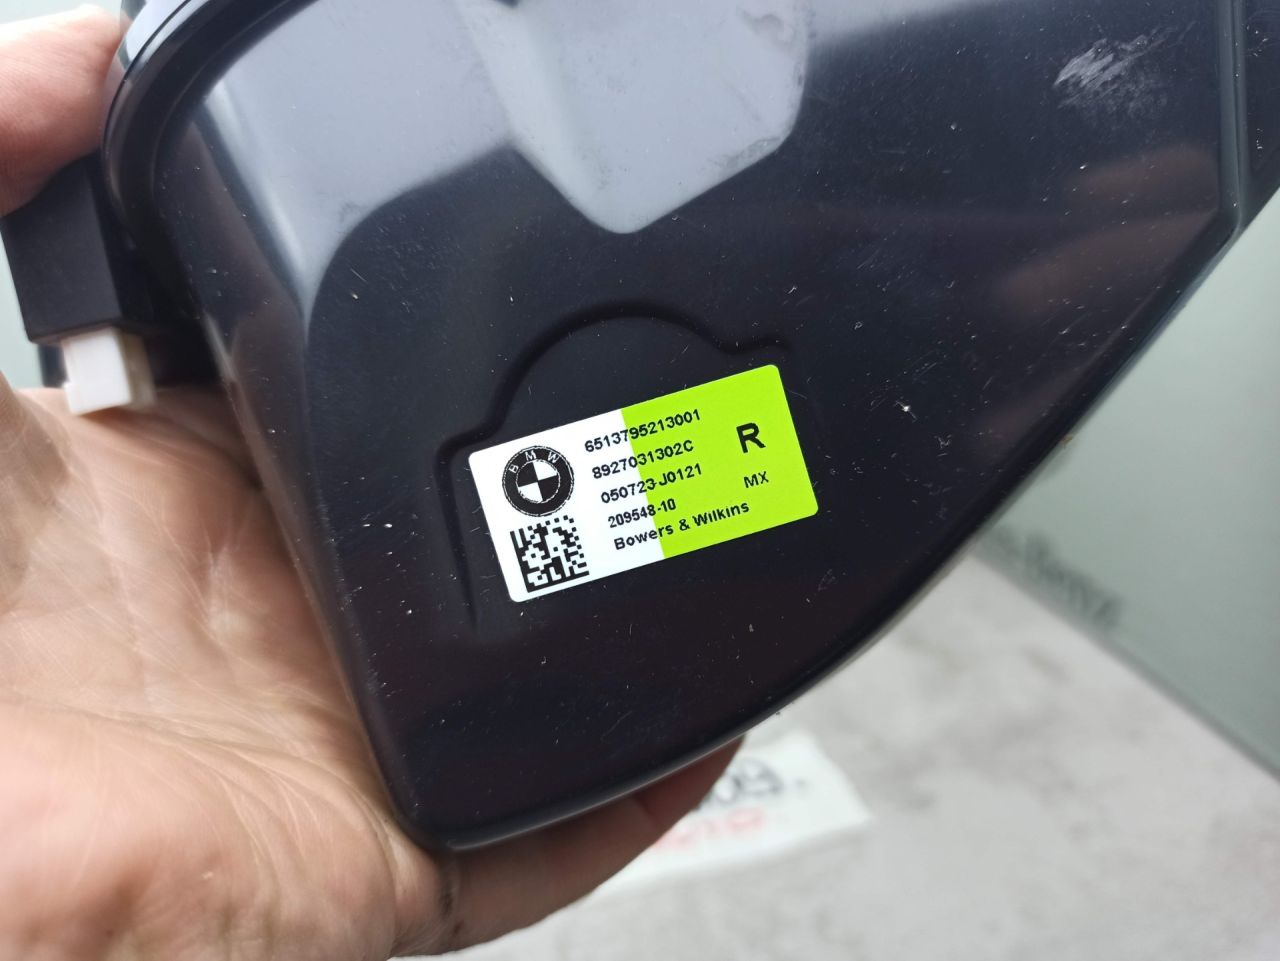 BMW
6513795213001
8927031302C
050723-J0121
209548-10
Bowers & Wilkins
R
MX